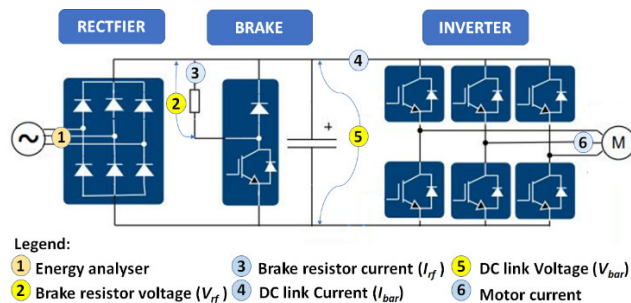 RECTFIER BRAKE INVERTER
3 4
2
+
~ 1 5 6 M
Legend:
1 Energy analyser 3 Brake resistor current (Irf) 5 DC link Voltage (Vbar)
2 Brake resistor voltage (Vrf) 4 DC link Current (Ibar) 6 Motor current